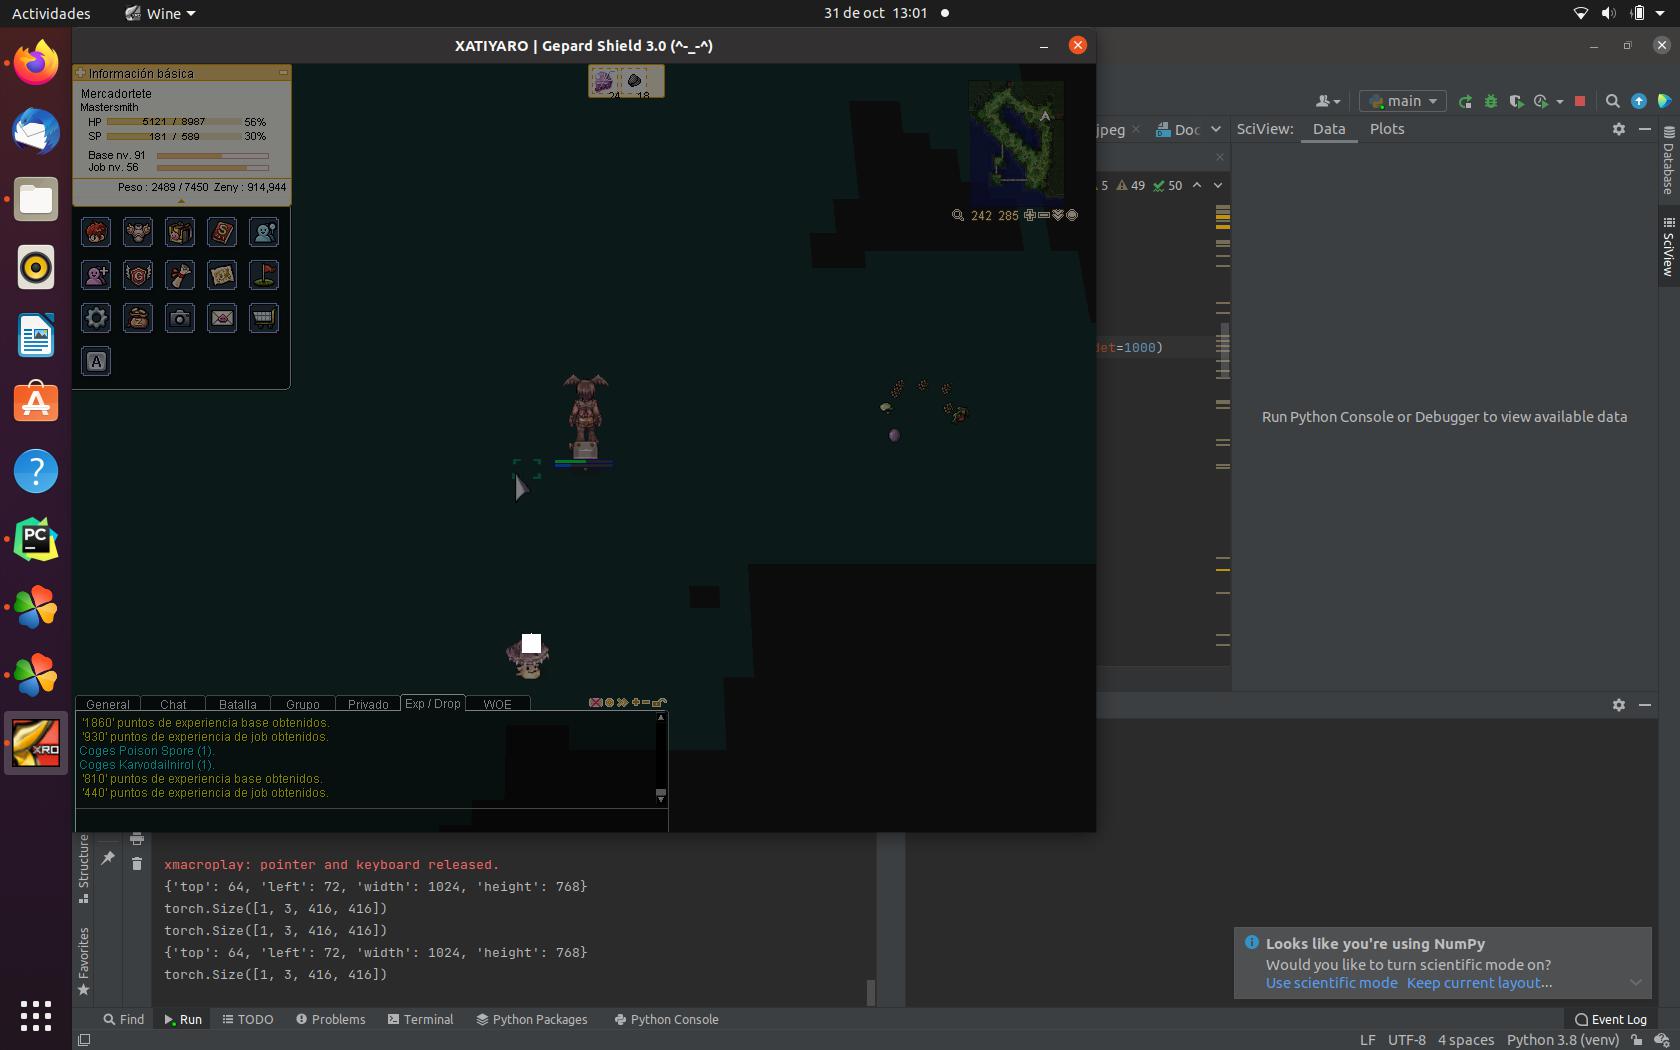 Actividades
Wine
31 de oct 13:01
XATIYARO | Gepard Shield 3.0 (^-_-^)
Información básica
Mercadortete
Mastersmith
HP 5121 / 8987 56%
SP 181 / 589 30%
Base nv. 91
Job nv. 56
Peso : 2489 / 7450 Zeny : 914,944
24 18
242 285
A
main
jpeg
Doc
SciView: Data Plots
5 49 50
det=1000)
Database
SciView
Run Python Console or Debugger to view available data
PC
XRO
General Chat Batalla Grupo Privado Exp / Drop WOE
'1860' puntos de experiencia base obtenidos.
'930' puntos de experiencia de job obtenidos.
Coges Poison Spore (1).
Coges Karvodailnirol (1).
'810' puntos de experiencia base obtenidos.
'440' puntos de experiencia de job obtenidos.
Structure
Favorites
xmacroplay: pointer and keyboard released.
{'top': 64, 'left': 72, 'width': 1024, 'height': 768}
torch.Size([1, 3, 416, 416])
torch.Size([1, 3, 416, 416])
{'top': 64, 'left': 72, 'width': 1024, 'height': 768}
torch.Size([1, 3, 416, 416])
Looks like you're using NumPy
Would you like to turn scientific mode on?
Use scientific mode Keep current layout...
Find Run TODO Problems Terminal Python Packages Python Console
Event Log
LF UTF-8 4 spaces Python 3.8 (venv)